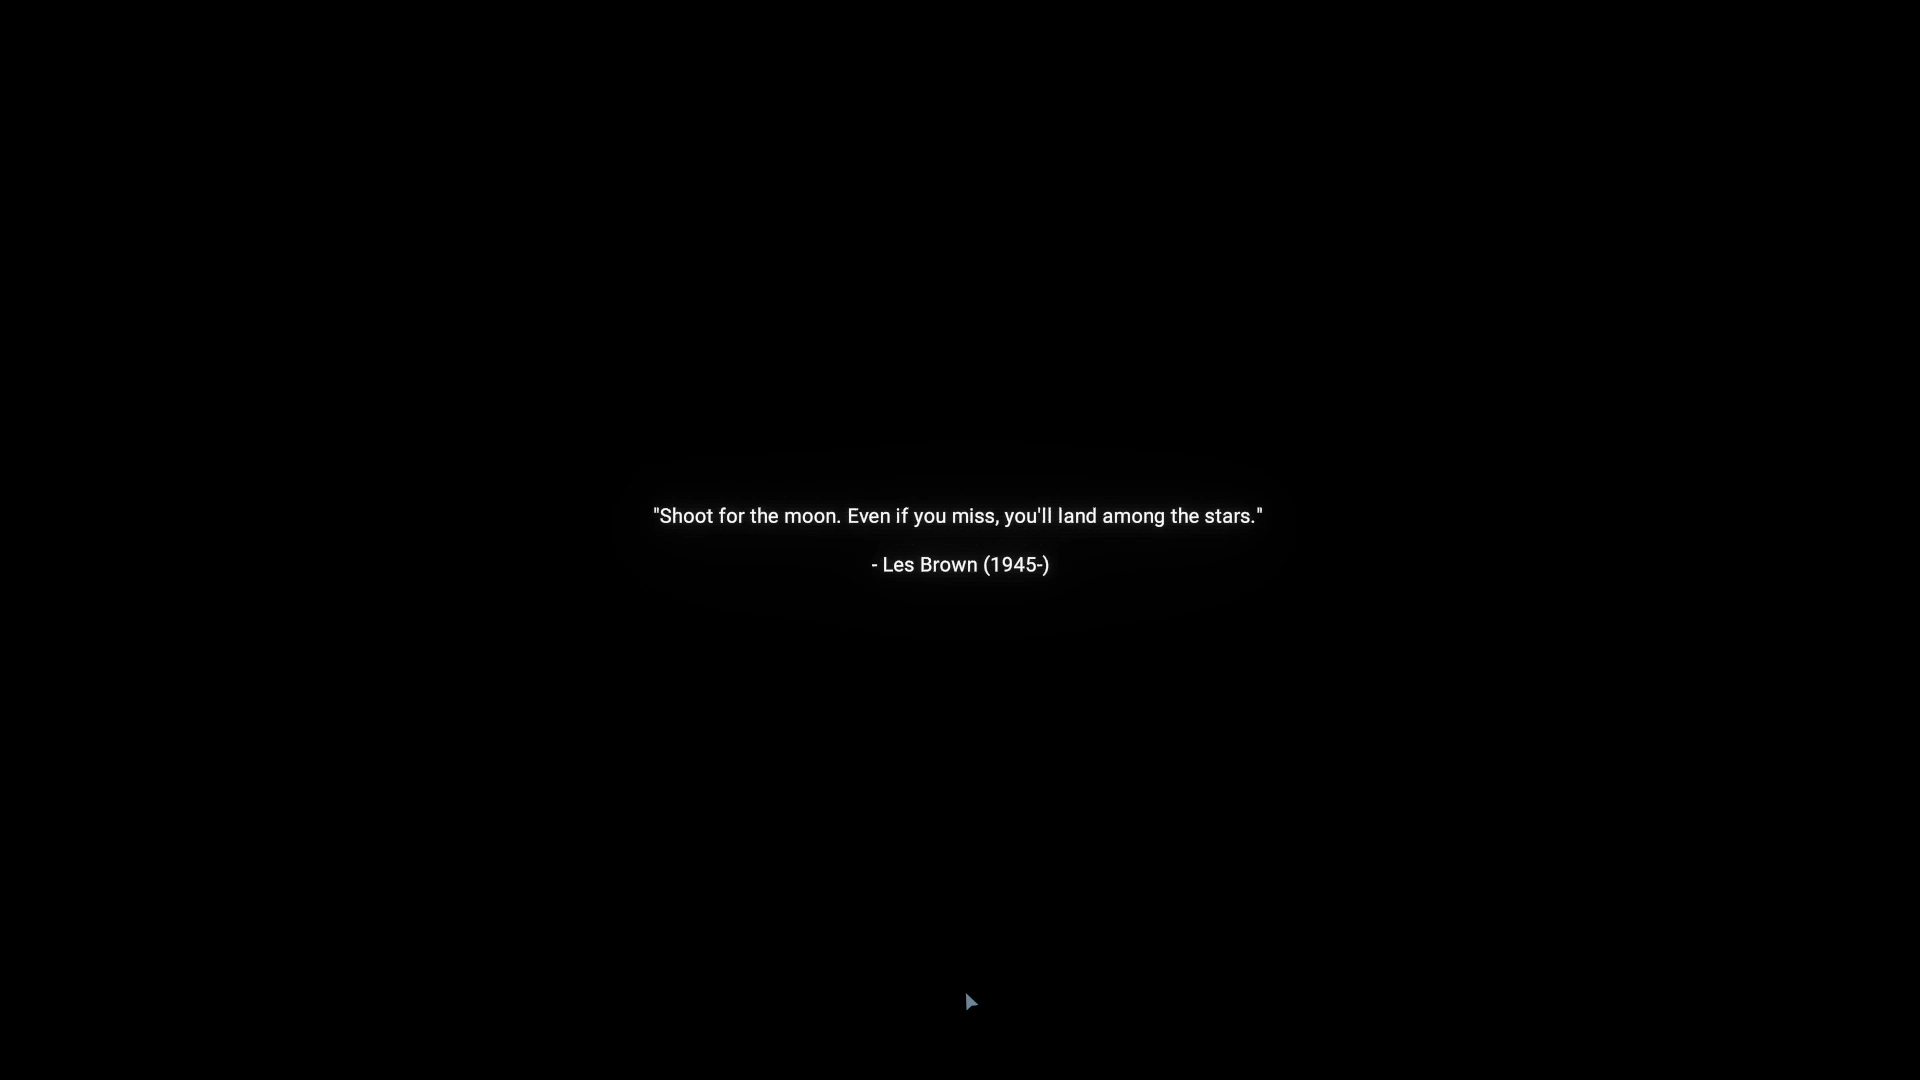 "Shoot for the moon. Even if you miss, you'll land among the stars."
- Les Brown (1945-)